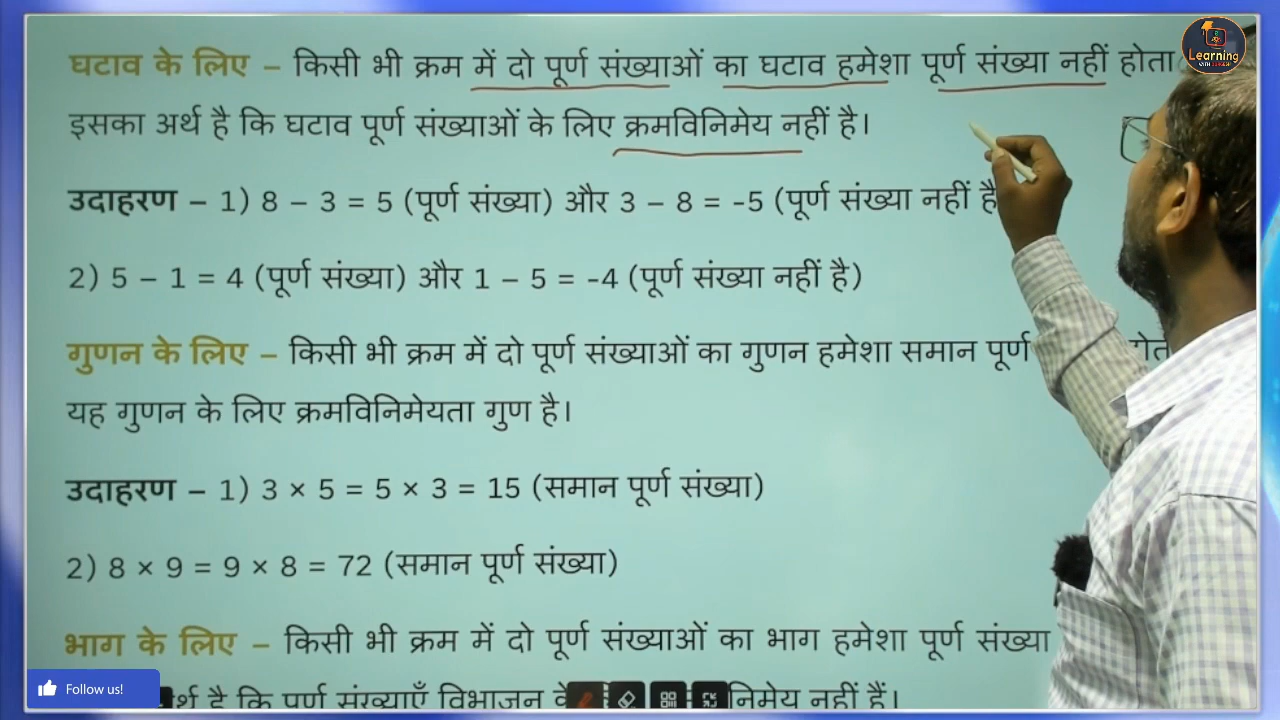 घटाव के लिए – किसी भी क्रम में दो पूर्ण संख्याओं का घटाव हमेशा पूर्ण संख्या नहीं होता
इसका अर्थ है कि घटाव पूर्ण संख्याओं के लिए क्रमविनिमेय नहीं है।
उदाहरण – 1) 8 – 3 = 5 (पूर्ण संख्या) और 3 – 8 = -5 (पूर्ण संख्या नहीं है
2) 5 – 1 = 4 (पूर्ण संख्या) और 1 – 5 = -4 (पूर्ण संख्या नहीं है)
गुणन के लिए – किसी भी क्रम में दो पूर्ण संख्याओं का गुणन हमेशा समान पूर्ण
यह गुणन के लिए क्रमविनिमेयता गुण है।
उदाहरण – 1) 3 × 5 = 5 × 3 = 15 (समान पूर्ण संख्या)
2) 8 × 9 = 9 × 8 = 72 (समान पूर्ण संख्या)
भाग के लिए – किसी भी क्रम में दो पूर्ण संख्याओं का भाग हमेशा पूर्ण संख्या
है कि पूर्ण संख्याएँ विभाजन नहीं हैं।
Learning
Follow us!